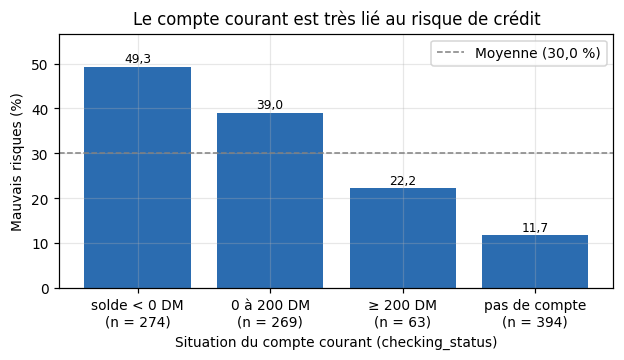 Le compte courant est très lié au risque de crédit
Moyenne (30,0 %)
Mauvais risques (%)
50
40
30
20
10
0
49,3
39,0
22,2
11,7
solde < 0 DM
(n = 274)
0 à 200 DM
(n = 269)
≥ 200 DM
(n = 63)
pas de compte
(n = 394)
Situation du compte courant (checking_status)